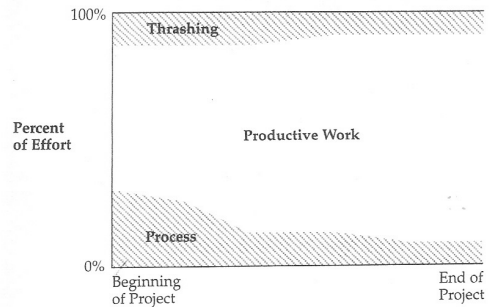 100%
Thrashing
Percent
of Effort
Productive Work
Process
0%
Beginning
of Project
End of
Project